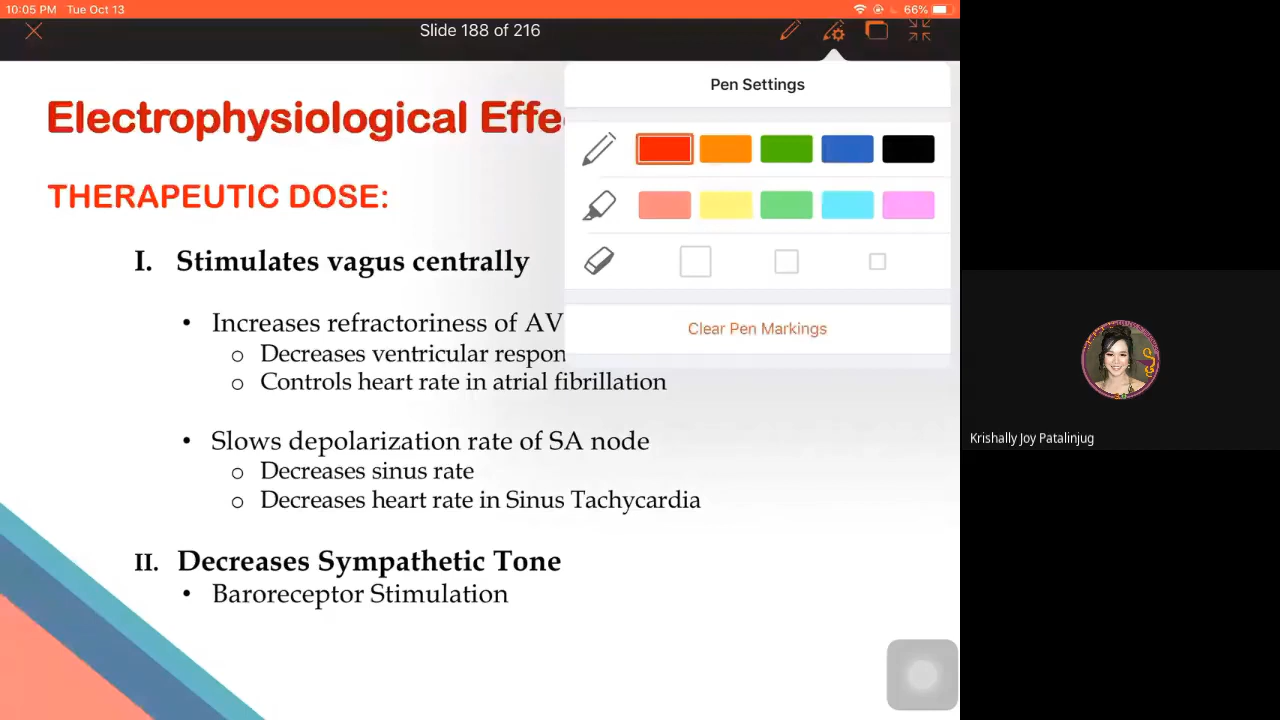 10:05 PM Tue Oct 13
66%
Slide 188 of 216
Pen Settings
Electrophysiological
THERAPEUTIC DOSE:
I. Stimulates vagus centrally
• Increases refractoriness of AV
o Decreases ventricular respon
o Controls heart rate in atrial fibrillation
Clear Pen Markings
• Slows depolarization rate of SA node
o Decreases sinus rate
o Decreases heart rate in Sinus Tachycardia
II. Decreases Sympathetic Tone
• Baroreceptor Stimulation
Krishally Joy Patalinjug